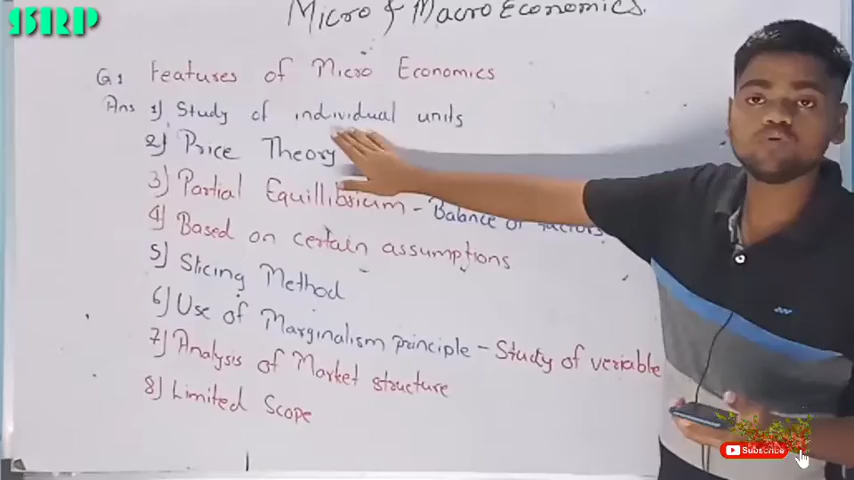 SRP
Micro & Macro Economics.
Q1 Features of Micro Economics
Ans 1) Study of individual units
2) Price Theory
3) Partial Equillibrium - Balance of factors
4) Based on certain assumptions
5) Slicing Method
6) Use of Marginalism principle - Study of veriable
7) Analysis of Market structure
8) Limited Scope
Subscribe